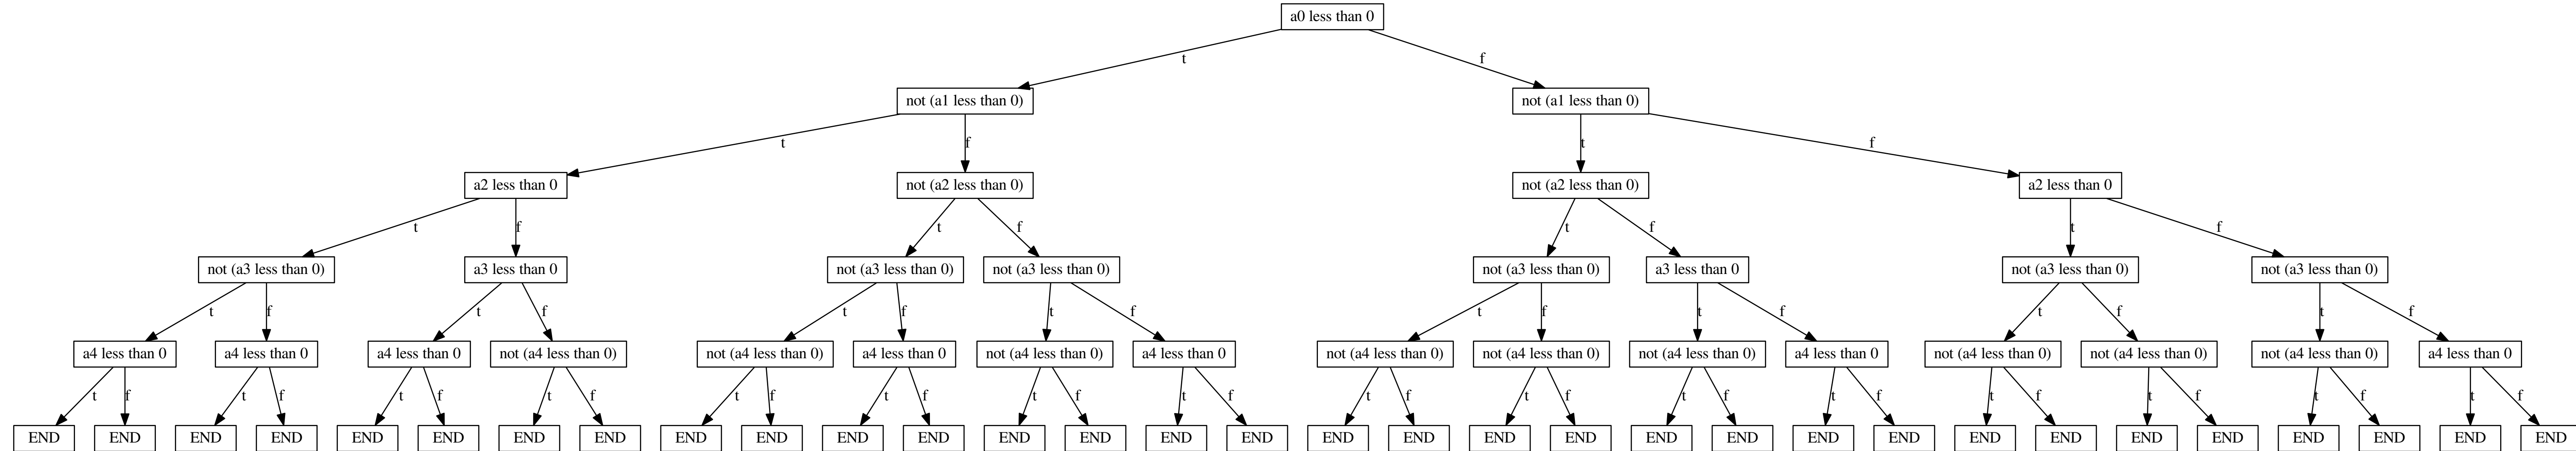 a0 less than 0
t f
not (a1 less than 0) not (a1 less than 0)
t f t f
a2 less than 0 not (a2 less than 0) not (a2 less than 0) a2 less than 0
t f t f t f t f
not (a3 less than 0) a3 less than 0 not (a3 less than 0) not (a3 less than 0) not (a3 less than 0) a3 less than 0 not (a3 less than 0) not (a3 less than 0)
t f t f t f t f t f t f t f t f
a4 less than 0 a4 less than 0 a4 less than 0 not (a4 less than 0) not (a4 less than 0) a4 less than 0 not (a4 less than 0) a4 less than 0 not (a4 less than 0) not (a4 less than 0) not (a4 less than 0) a4 less than 0 not (a4 less than 0) not (a4 less than 0) not (a4 less than 0) a4 less than 0
t f t f t f t f t f t f t f t f t f t f t f t f t f t f t f t f
END END END END END END END END END END END END END END END END END END END END END END END END END END END END END END END END